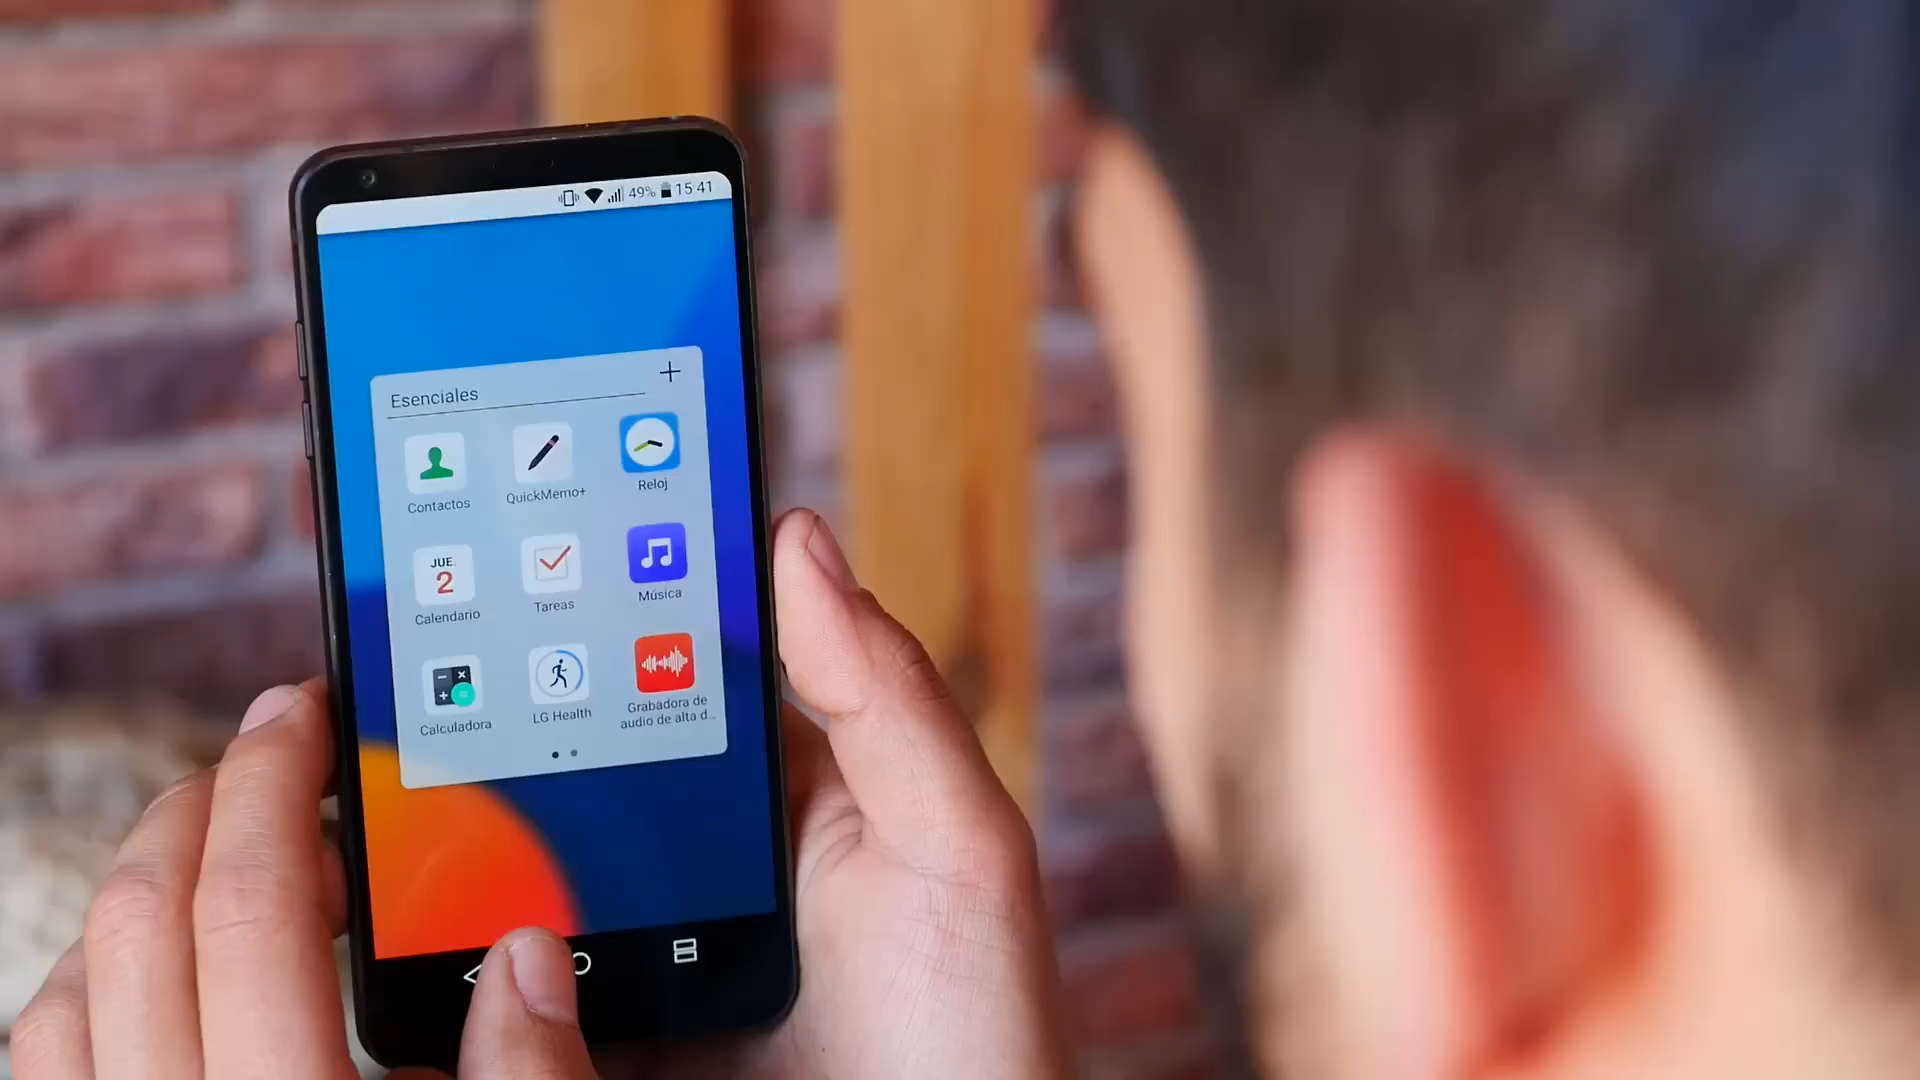 49% 15:41
Esenciales
Contactos
QuickMemo+
Reloj
JUE.
2
Calendario
Tareas
Música
Calculadora
LG Health
Grabadora de
audio de alta d...